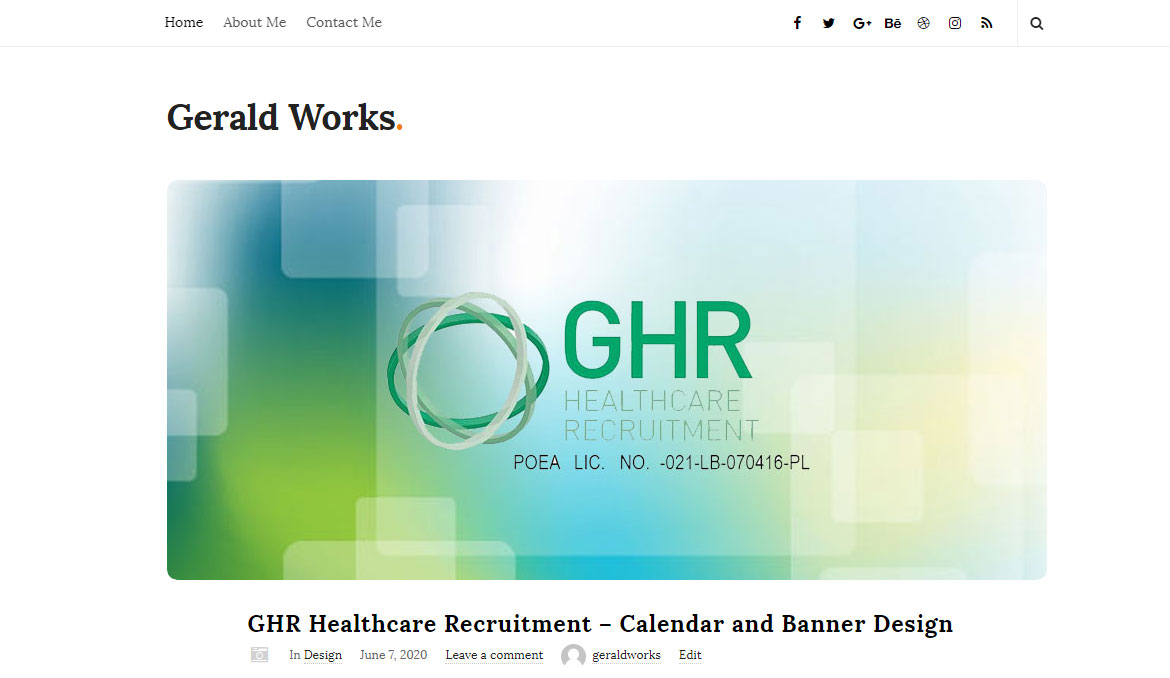 Home About Me Contact Me
Gerald Works.
GHR
HEALTHCARE
RECRUITMENT
POEA LIC. NO. -021-LB-070416-PL
GHR Healthcare Recruitment – Calendar and Banner Design
In Design June 7, 2020 Leave a comment geraldworks Edit